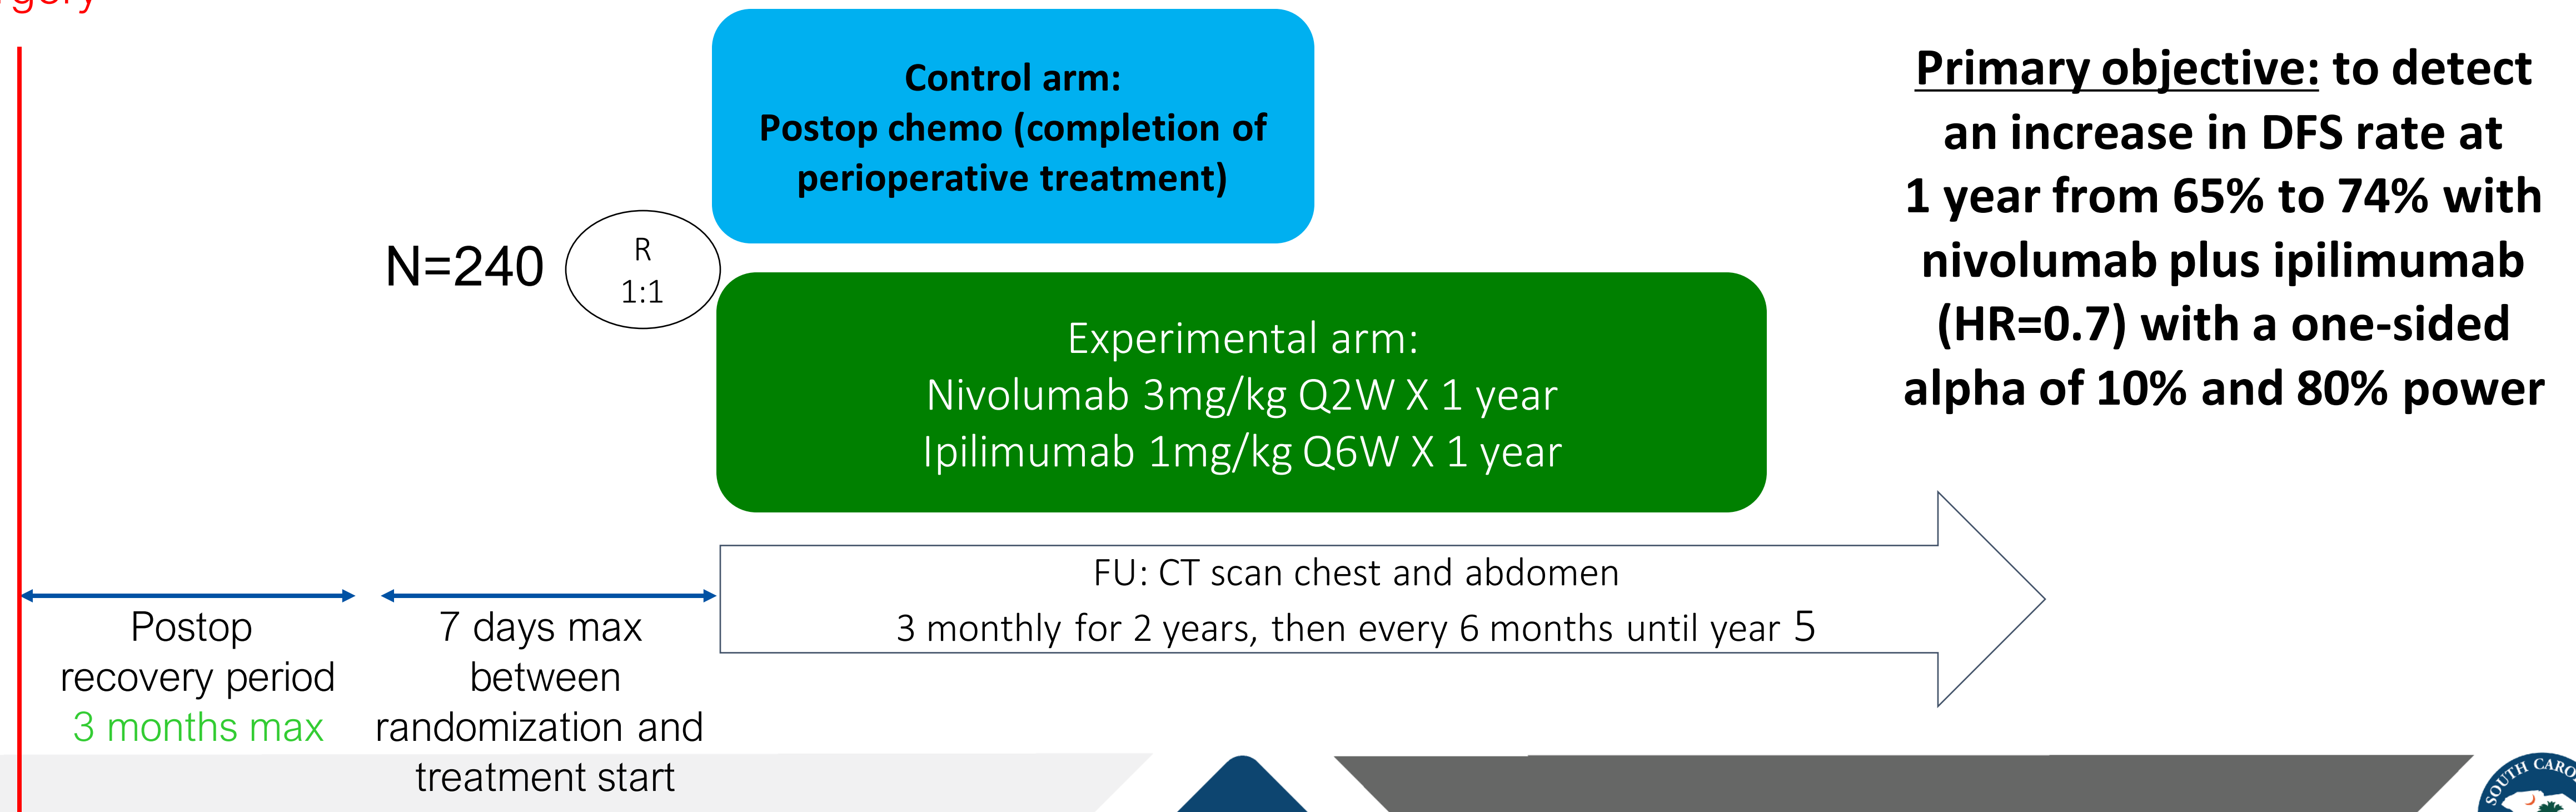 Control arm:
Postop chemo (completion of
perioperative treatment)
N=240
R
1:1
Experimental arm:
Nivolumab 3mg/kg Q2W X 1 year
Ipilimumab 1mg/kg Q6W X 1 year
Primary objective: to detect
an increase in DFS rate at
1 year from 65% to 74% with
nivolumab plus ipilimumab
(HR=0.7) with a one-sided
alpha of 10% and 80% power
FU: CT scan chest and abdomen
3 monthly for 2 years, then every 6 months until year 5
Postop
recovery period
3 months max
7 days max
between
randomization and
treatment start
SOUTH